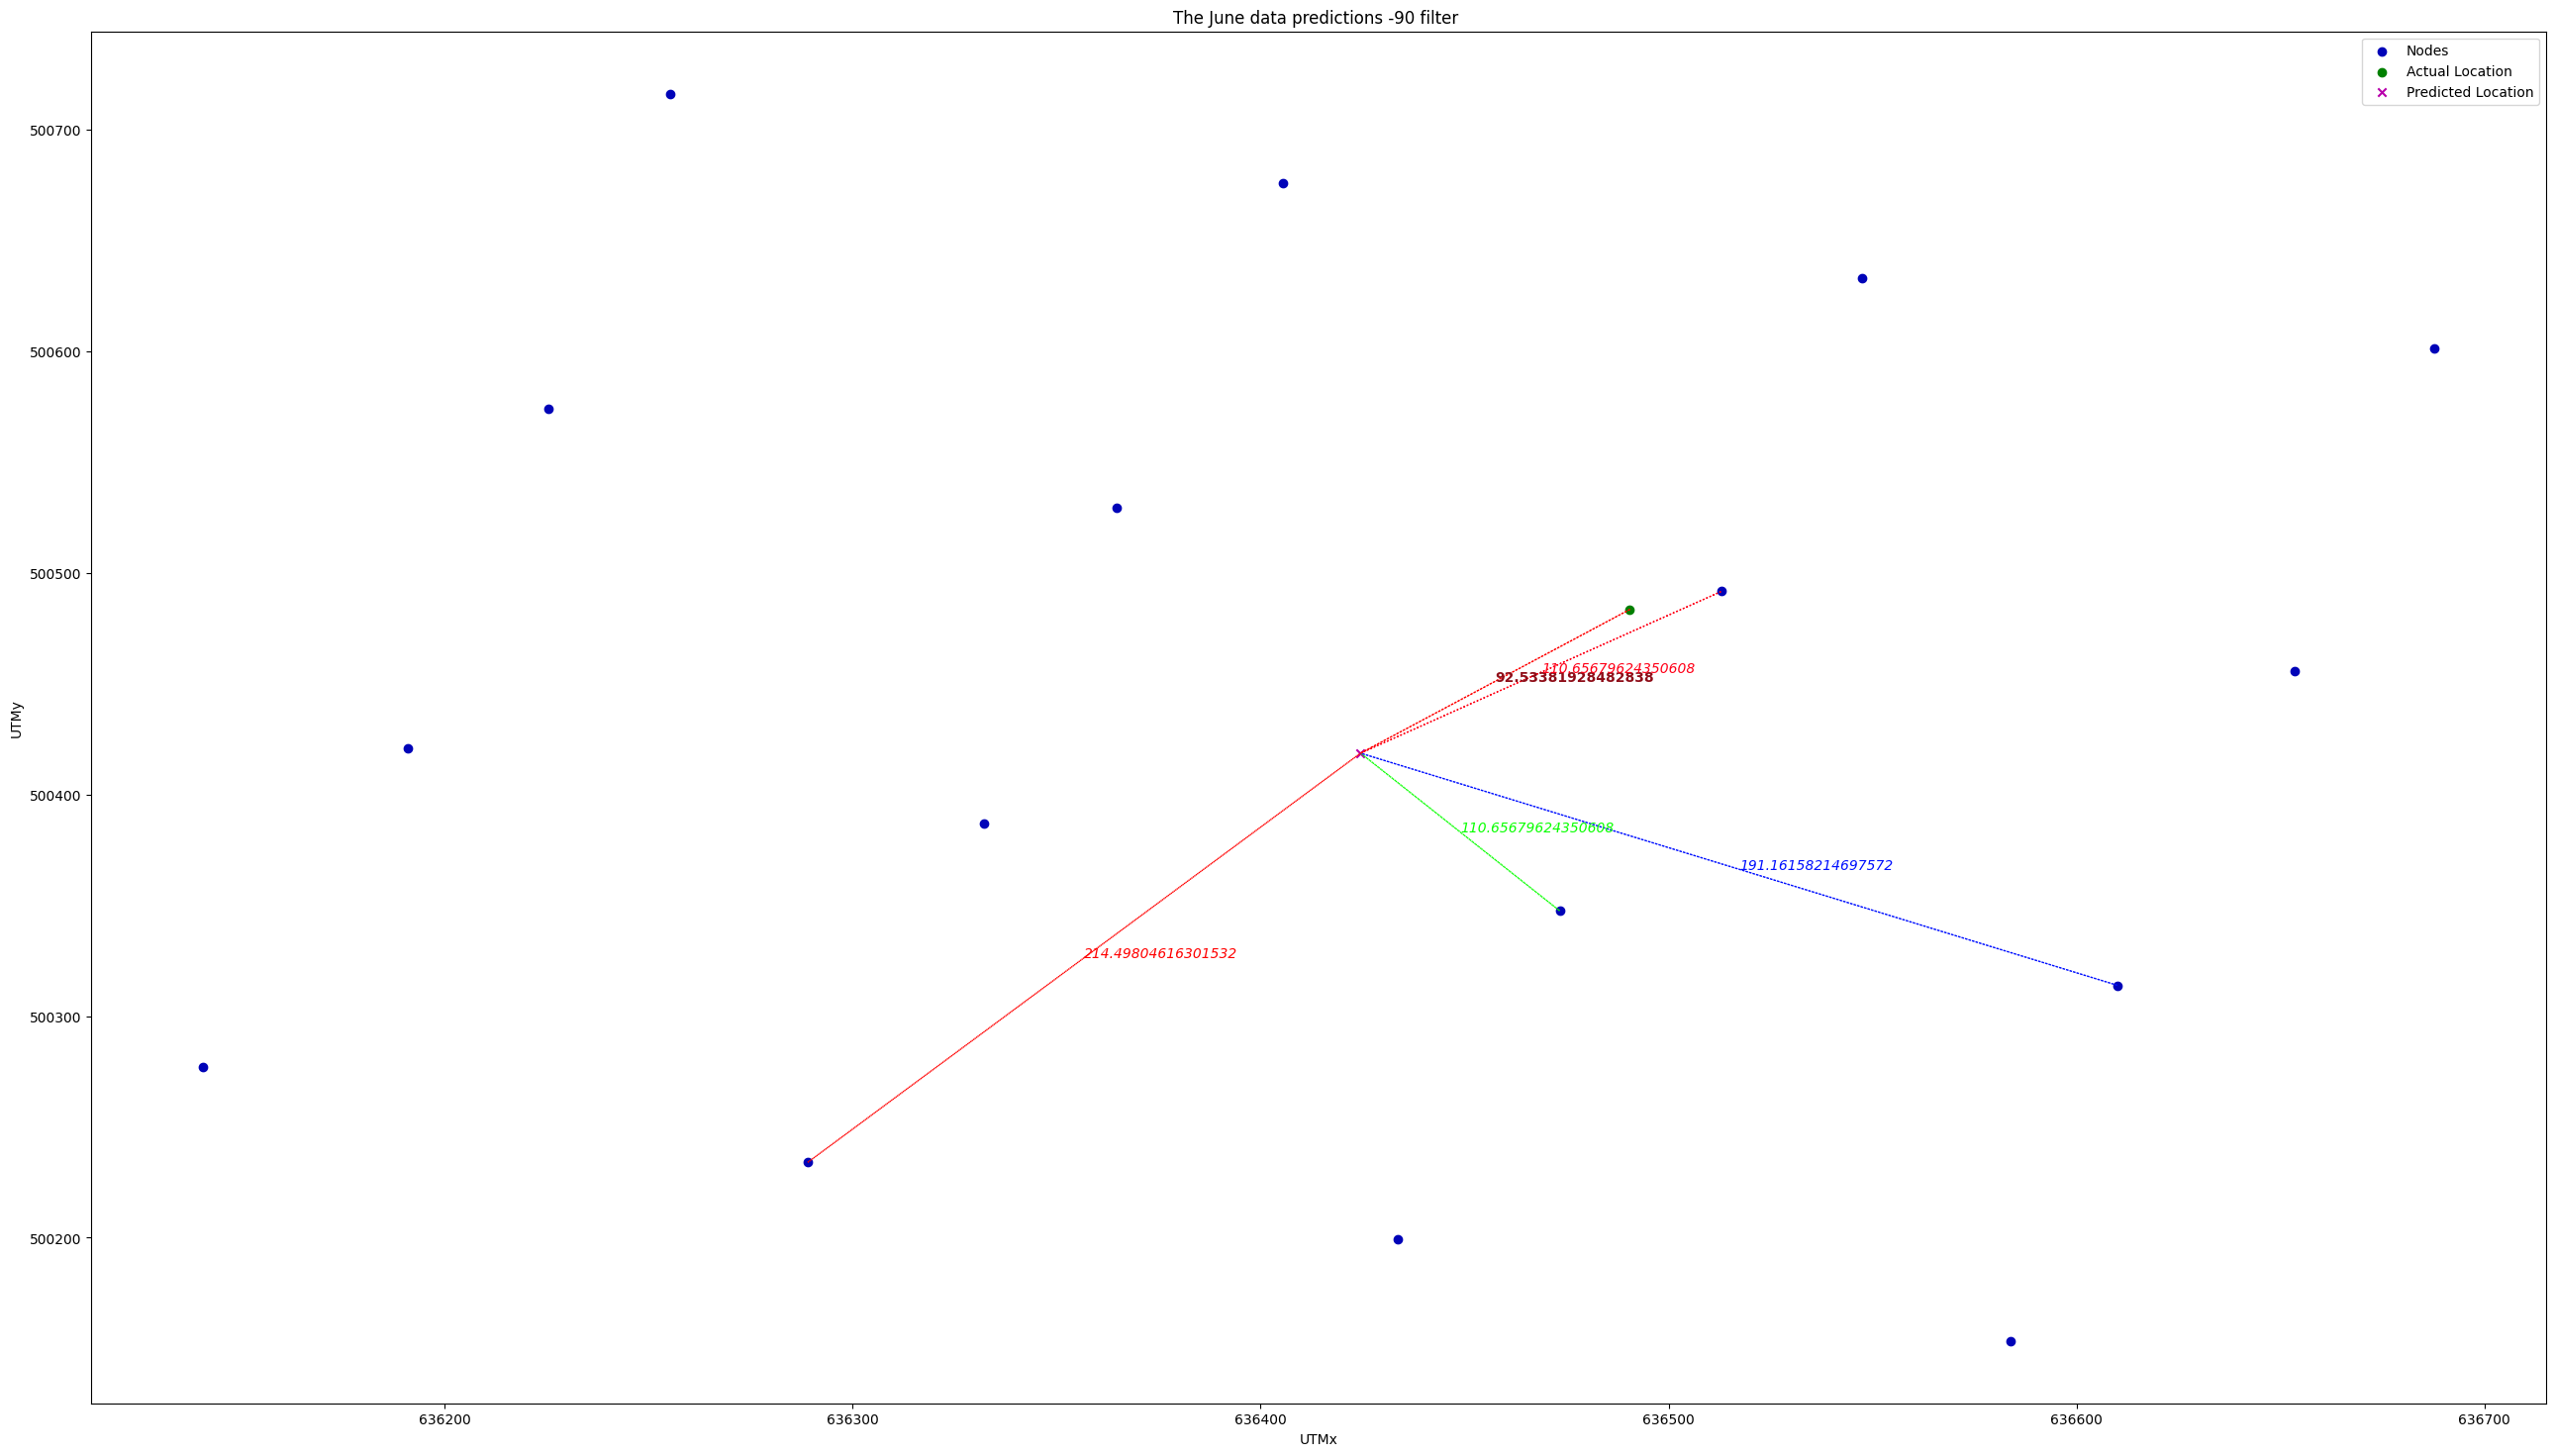 The June data predictions -90 filter
Nodes
Actual Location
Predicted Location
500700
500600
500500
500400
500300
500200
UTMy
110.65679624350608
92.53381928482838
110.65679624350608
191.16158214697572
214.49804616301532
636200
636300
636400
636500
636600
636700
UTMx